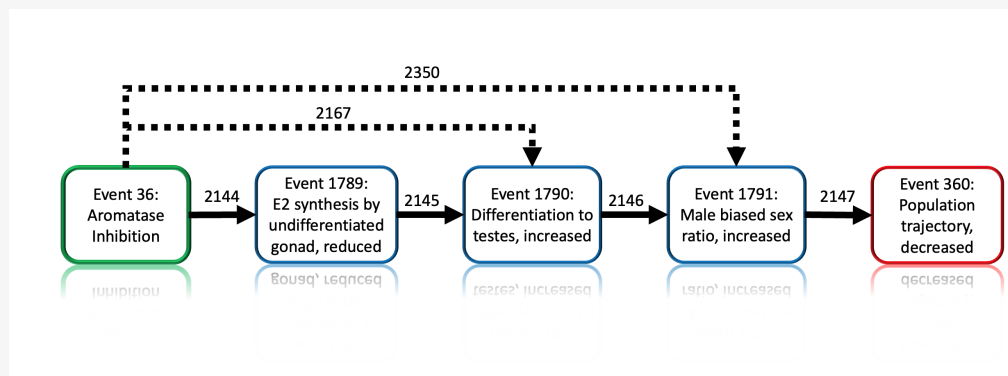 2350
2167
Event 36:
Aromatase
Inhibition
2144
Event 1789:
E2 synthesis by
undifferentiated
gonad, reduced
2145
Event 1790:
Differentiation to
testes, increased
2146
Event 1791:
Male biased sex
ratio, increased
2147
Event 360:
Population
trajectory,
decreased